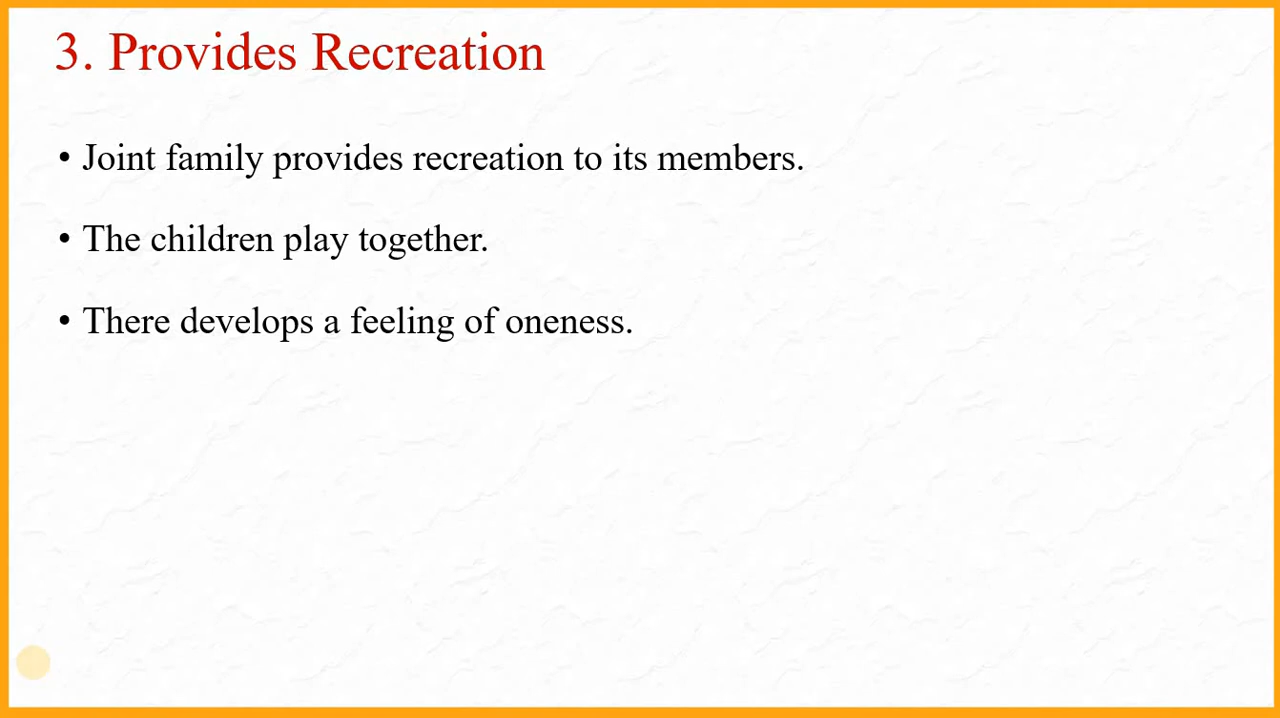 3. Provides Recreation
• Joint family provides recreation to its members.
• The children play together.
• There develops a feeling of oneness.